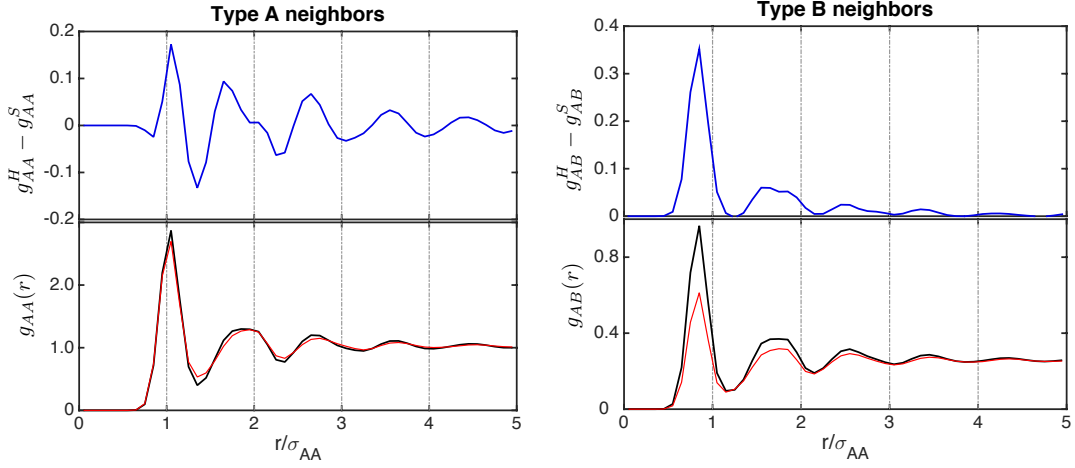 Type A neighbors
g^H_AA − g^S_AA
0.2
0.1
0
-0.1
-0.2
g_AA(r)
2.0
1.0
0
0 1 2 3 4 5
r/σ_AA
Type B neighbors
g^H_AB − g^S_AB
0.4
0.3
0.2
0.1
0
g_AB(r)
0.8
0.4
0
0 1 2 3 4 5
r/σ_AA